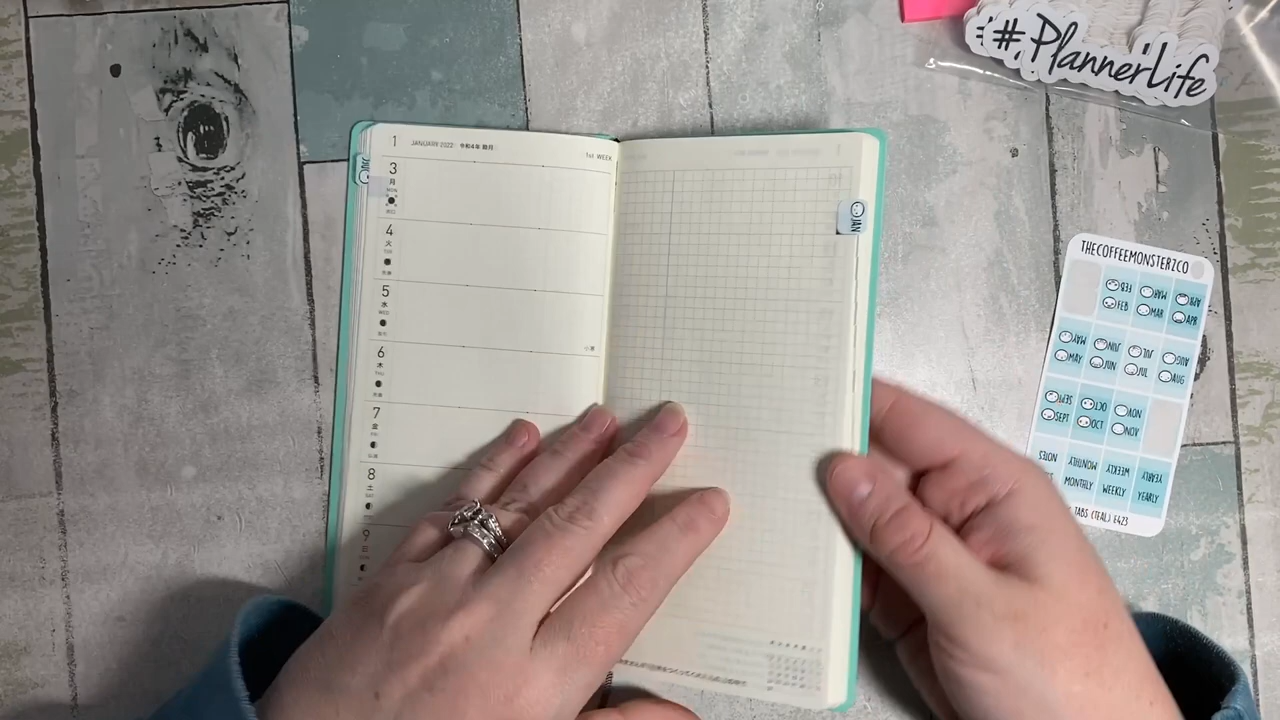 #PlannerLife
1 JANUARY 2022 令和4年 睦月
1st WEEK
3
月
MON
4
火
TUE
5
水
WED
小寒
6
木
THU
7
金
FRI
8
土
SAT
9
日
SUN
JAN
THECOFFEEMONSTERZCO
FEB MAR APR
FEB MAR APR
MAY JUN JUL AUG
MAY JUN JUL AUG
SEPT OCT NOV
SEPT OCT NOV
NOTES MONTHLY WEEKLY YEARLY
MONTHLY WEEKLY YEARLY
TABS (TEAL) E423